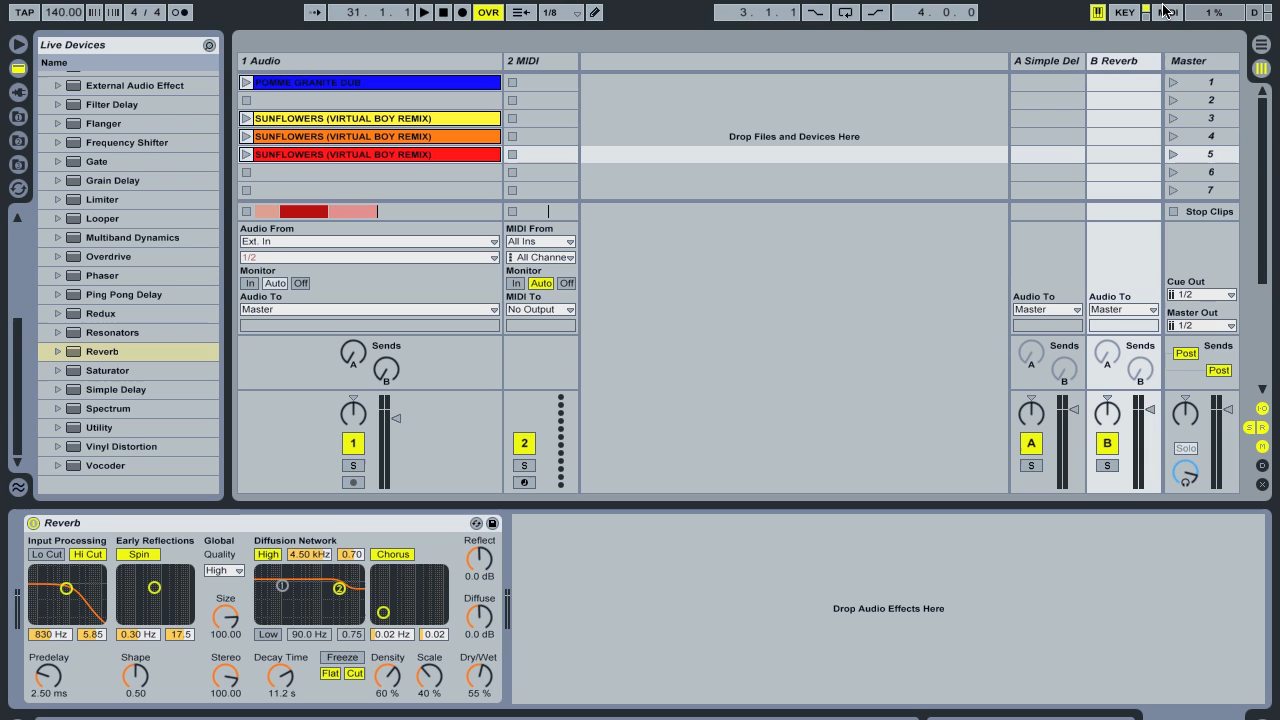 TAP 140.00 4 / 4 31. 1. 1 OVR 1/8 3. 1. 1 4. 0. 0 KEY 1 % D
Live Devices
Name
External Audio Effect
Filter Delay
Flanger
Frequency Shifter
Gate
Grain Delay
Limiter
Looper
Multiband Dynamics
Overdrive
Phaser
Ping Pong Delay
Redux
Resonators
Reverb
Saturator
Simple Delay
Spectrum
Utility
Vinyl Distortion
Vocoder
1 Audio 2 MIDI A Simple Del B Reverb Master
POMME GRANITE DUB 1
2
SUNFLOWERS (VIRTUAL BOY REMIX) 3
SUNFLOWERS (VIRTUAL BOY REMIX) Drop Files and Devices Here 4
SUNFLOWERS (VIRTUAL BOY REMIX) 5
6
7
Stop Clips
Audio From MIDI From
Ext. In All Ins
1/2 All Channe
Monitor Monitor
In Auto Off In Auto Off
Cue Out
1/2
Audio To MIDI To Audio To Audio To
Master No Output Master Master
Master Out
1/2
Sends Sends Sends Sends
A B A B A B Post Post
1 2 A B Solo
S S S S
I·O
S R
M
D
X
Reverb
Input Processing Early Reflections Global Diffusion Network Reflect
Lo Cut Hi Cut Spin Quality High 4.50 kHz 0.70 Chorus
High 0.0 dB
1 2
Size Diffuse
830 Hz 5.85 0.30 Hz 17.5 100.00 Low 90.0 Hz 0.75 0.02 Hz 0.02 0.0 dB
Predelay Shape Stereo Decay Time Freeze Density Scale Dry/Wet
Flat Cut
2.50 ms 0.50 100.00 11.2 s 60 % 40 % 55 %
Drop Audio Effects Here